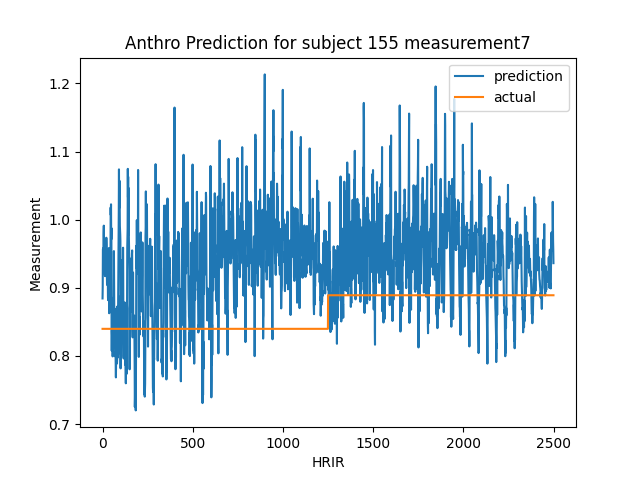 Anthro Prediction for subject 155 measurement7
prediction
actual
1.2
1.1
1.0
0.9
0.8
0.7
Measurement
0
500
1000
1500
2000
2500
HRIR